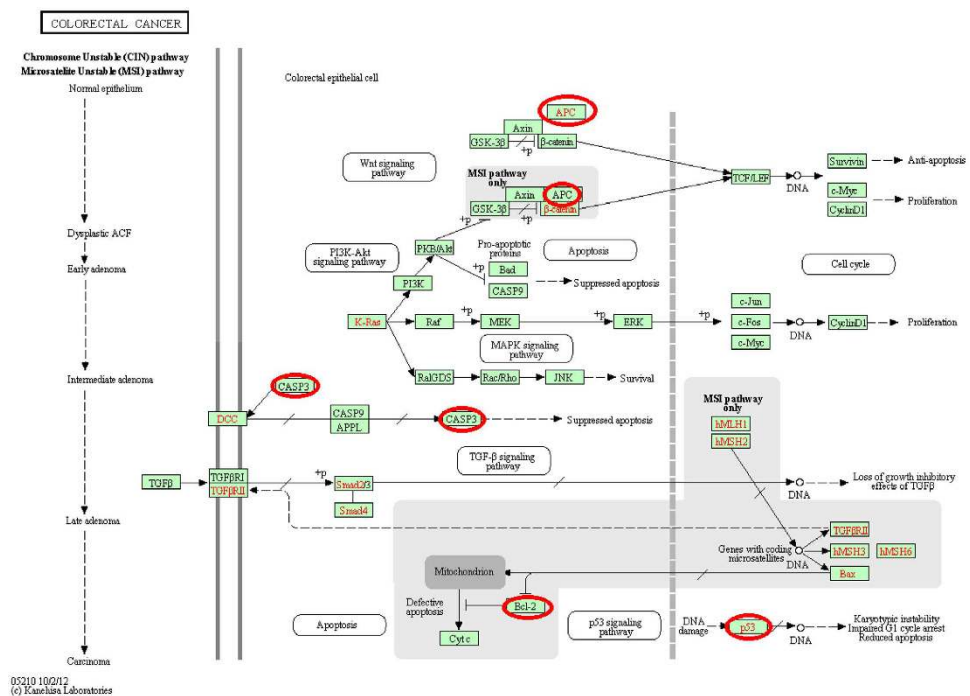 COLORECTAL CANCER
Chromosome Unstable (CIN) pathway
Microsatelite Unstable (MSI) pathway
Normal epithelium
Dysplastic ACF
Early adenoma
Intermediate adenoma
Late adenoma
Carcinoma
Colorectal epithelial cell
APC
Axin
GSK-3β
β-catenin
+p
Wnt signaling
pathway
MSI pathway
only
Axin
APC
GSK-3β
β-catenin
+p
+p
TCF/LEF
DNA
Survivin
Anti-apoptosis
c-Myc
CyclinD1
Proliferation
PI3K-Akt
signaling pathway
PKB/Akt
PI3K
Pro-apoptotic
proteins
+p
Bad
CASP9
Apoptosis
Suppressed apoptosis
Cell cycle
K-Ras
Raf
+p
MEK
+p
ERK
+p
c-Jun
c-Fos
c-Myc
DNA
CyclinD1
Proliferation
MAPK signaling
pathway
RalGDS
Rac/Rho
JNK
Survival
CASP3
DCC
CASP9
APPL
CASP3
Suppressed apoptosis
MSI pathway
only
hMLH1
hMSH2
TGF-β signaling
pathway
TGFβ
TGFβRI
TGFβRII
+p
Smad2/3
Smad4
DNA
Loss of growth inhibitory
effects of TGFβ
Genes with coding
microsatellites
DNA
TGFβRII
hMSH3
hMSH6
Bax
Mitochondrion
Defective
apoptosis
Bcl-2
Cyt c
Apoptosis
p53 signaling
pathway
DNA
damage
p53
DNA
Karyotypic instability
Impaired G1 cycle arrest
Reduced apoptosis
05210 10/2/12
(c) Kanehisa Laboratories